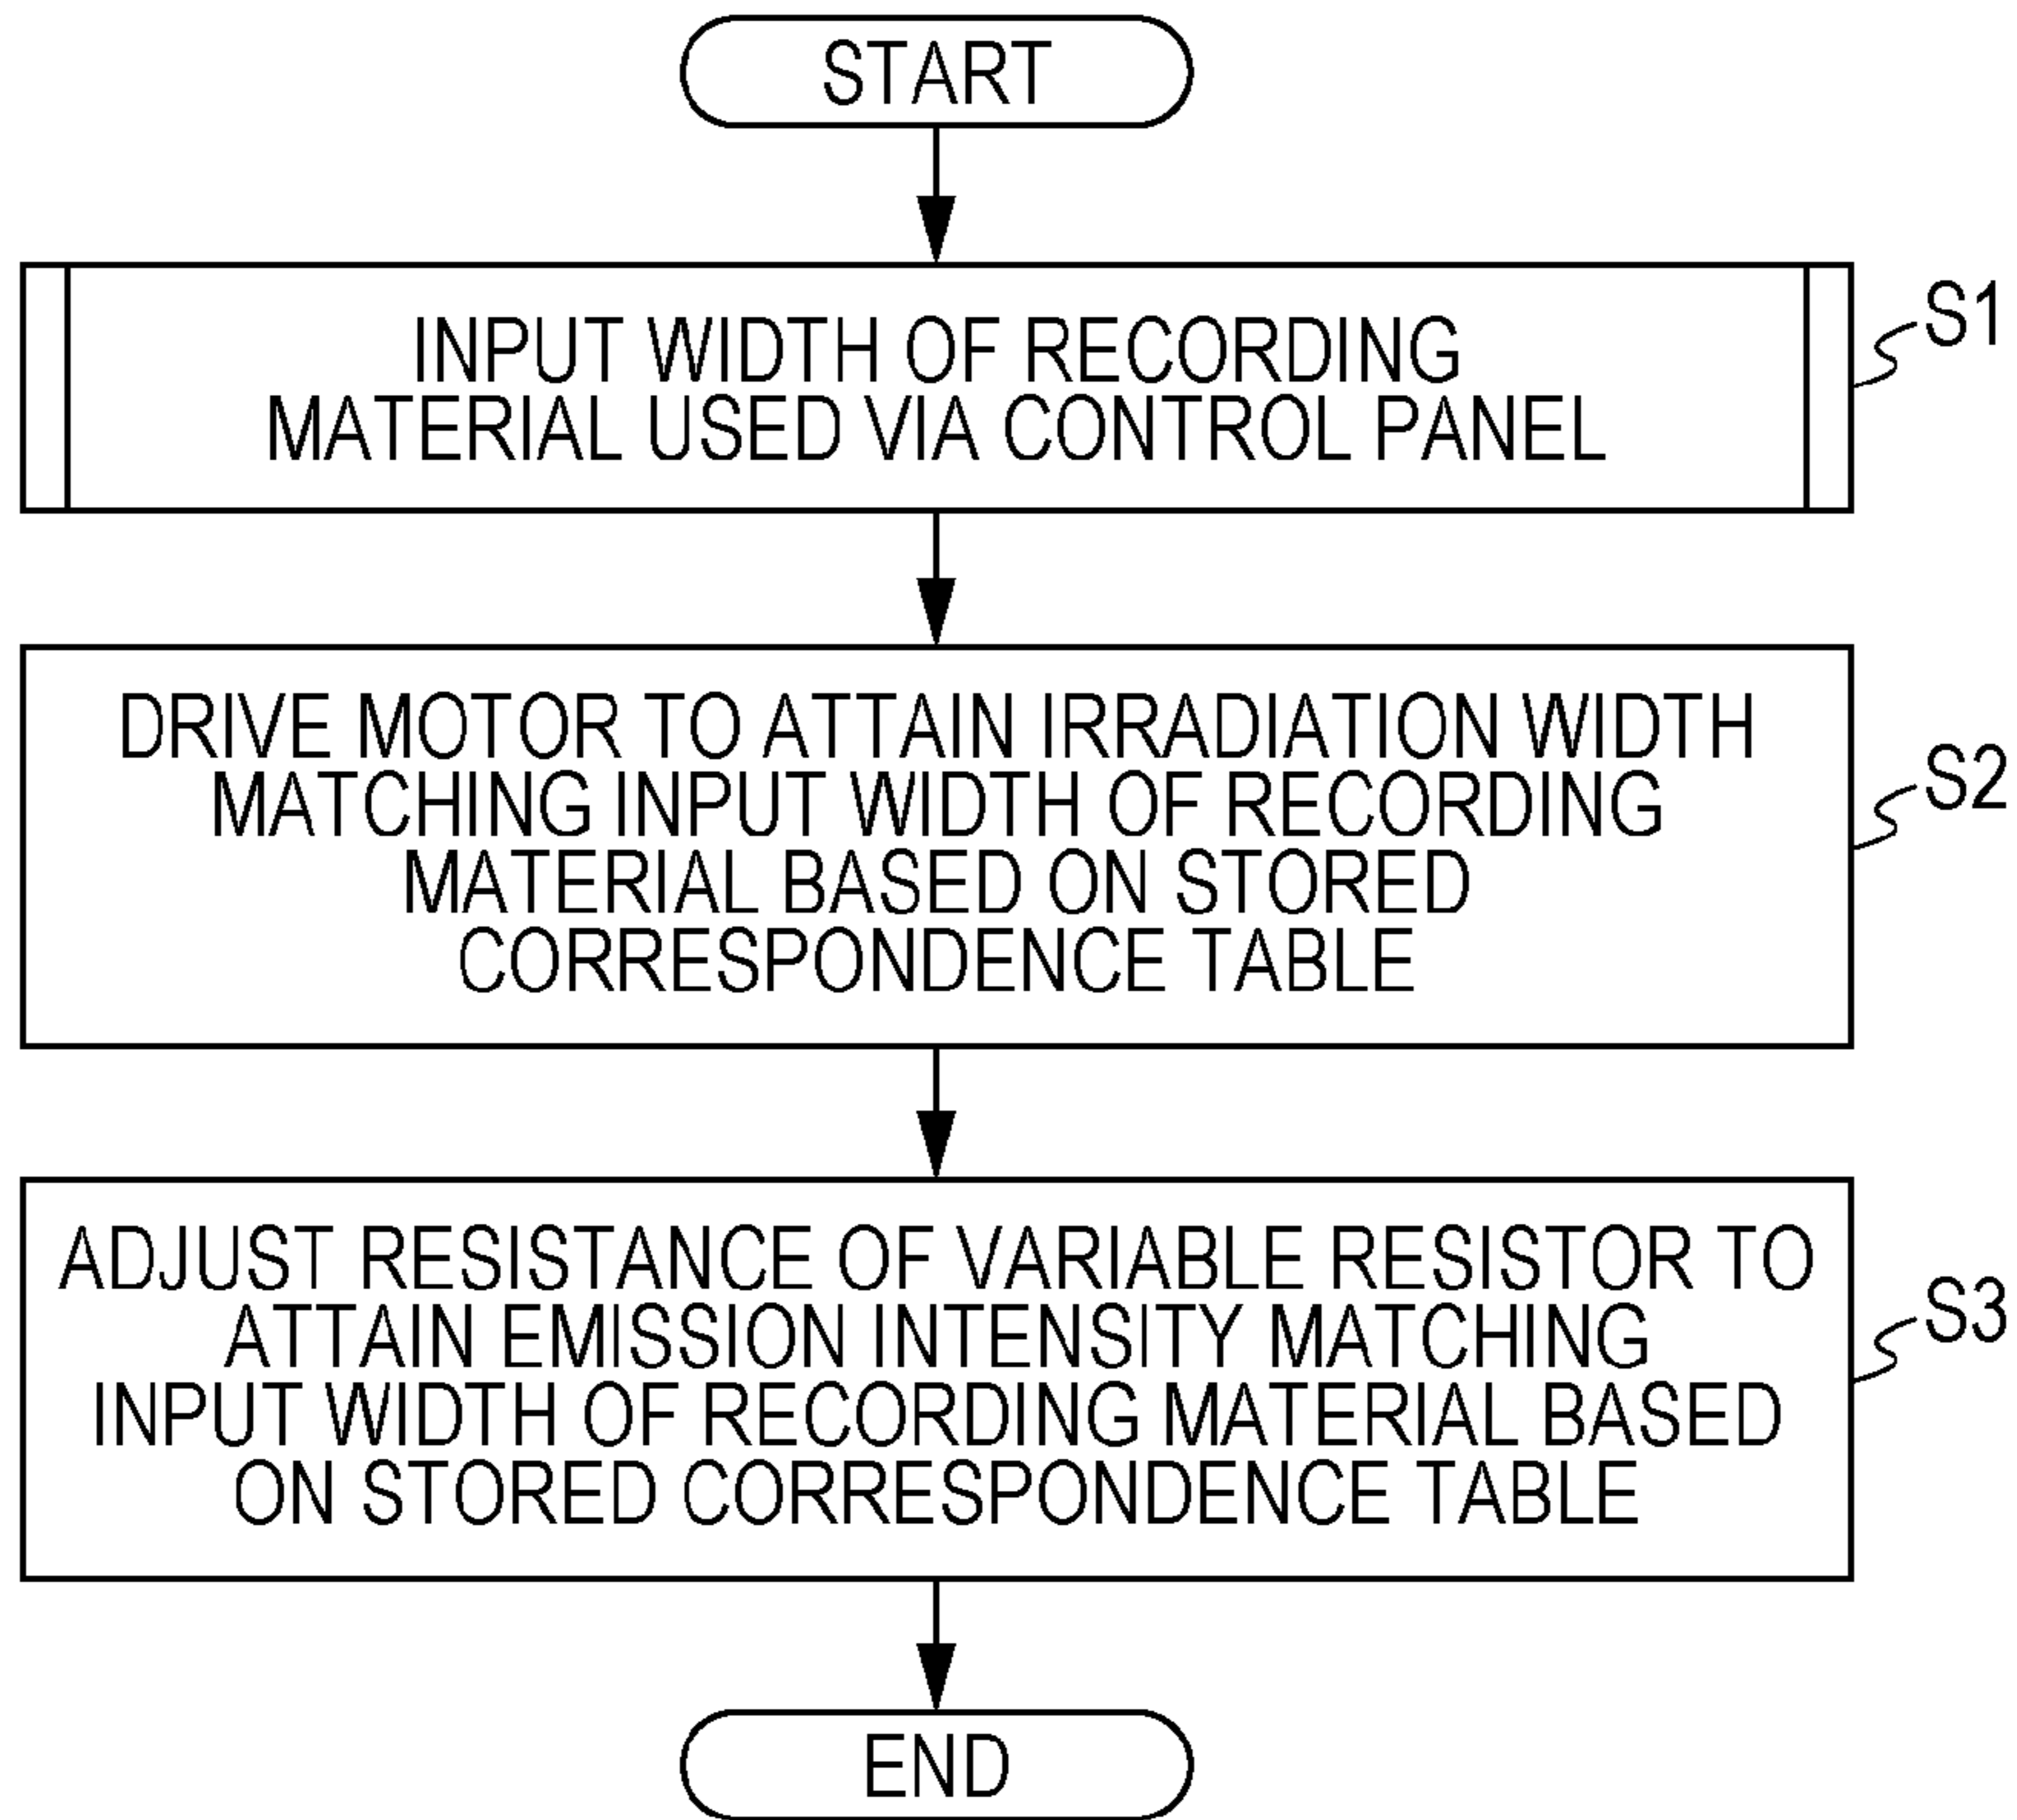 START
INPUT WIDTH OF RECORDING
MATERIAL USED VIA CONTROL PANEL
S1
DRIVE MOTOR TO ATTAIN IRRADIATION WIDTH
MATCHING INPUT WIDTH OF RECORDING
MATERIAL BASED ON STORED
CORRESPONDENCE TABLE
S2
ADJUST RESISTANCE OF VARIABLE RESISTOR TO
ATTAIN EMISSION INTENSITY MATCHING
INPUT WIDTH OF RECORDING MATERIAL BASED
ON STORED CORRESPONDENCE TABLE
S3
END